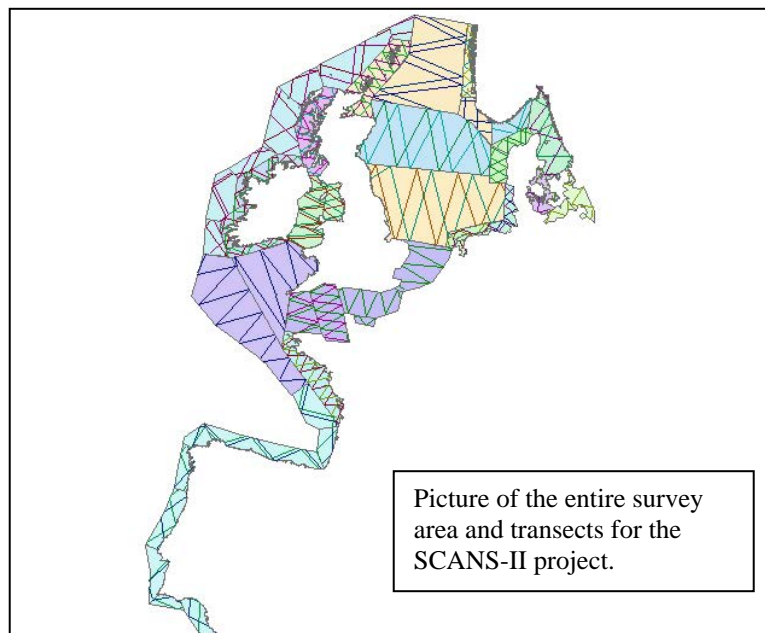 Picture of the entire survey
area and transects for the
SCANS-II project.